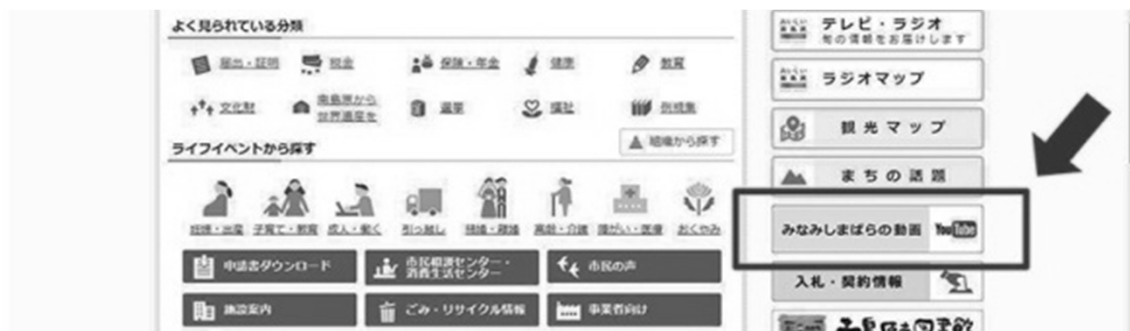 よく見られている分類
届出・証明 税金 保険・年金 健康 教育
文化財 南島原から世界遺産を 選挙 福祉 例規集
組織から探す
ライフイベントから探す
妊娠・出産 子育て・教育 成人・働く 引っ越し 結婚・離婚 高齢・介護 障がい・医療 おくやみ
申請書ダウンロード 市民相談センター・消費生活センター 市民の声
施設案内 ごみ・リサイクル情報 事業者向け
テレビ・ラジオ
旬の情報をお届けします
ラジオマップ
観光マップ
まちの話題
みなみしまばらの動画 YouTube
入札・契約情報